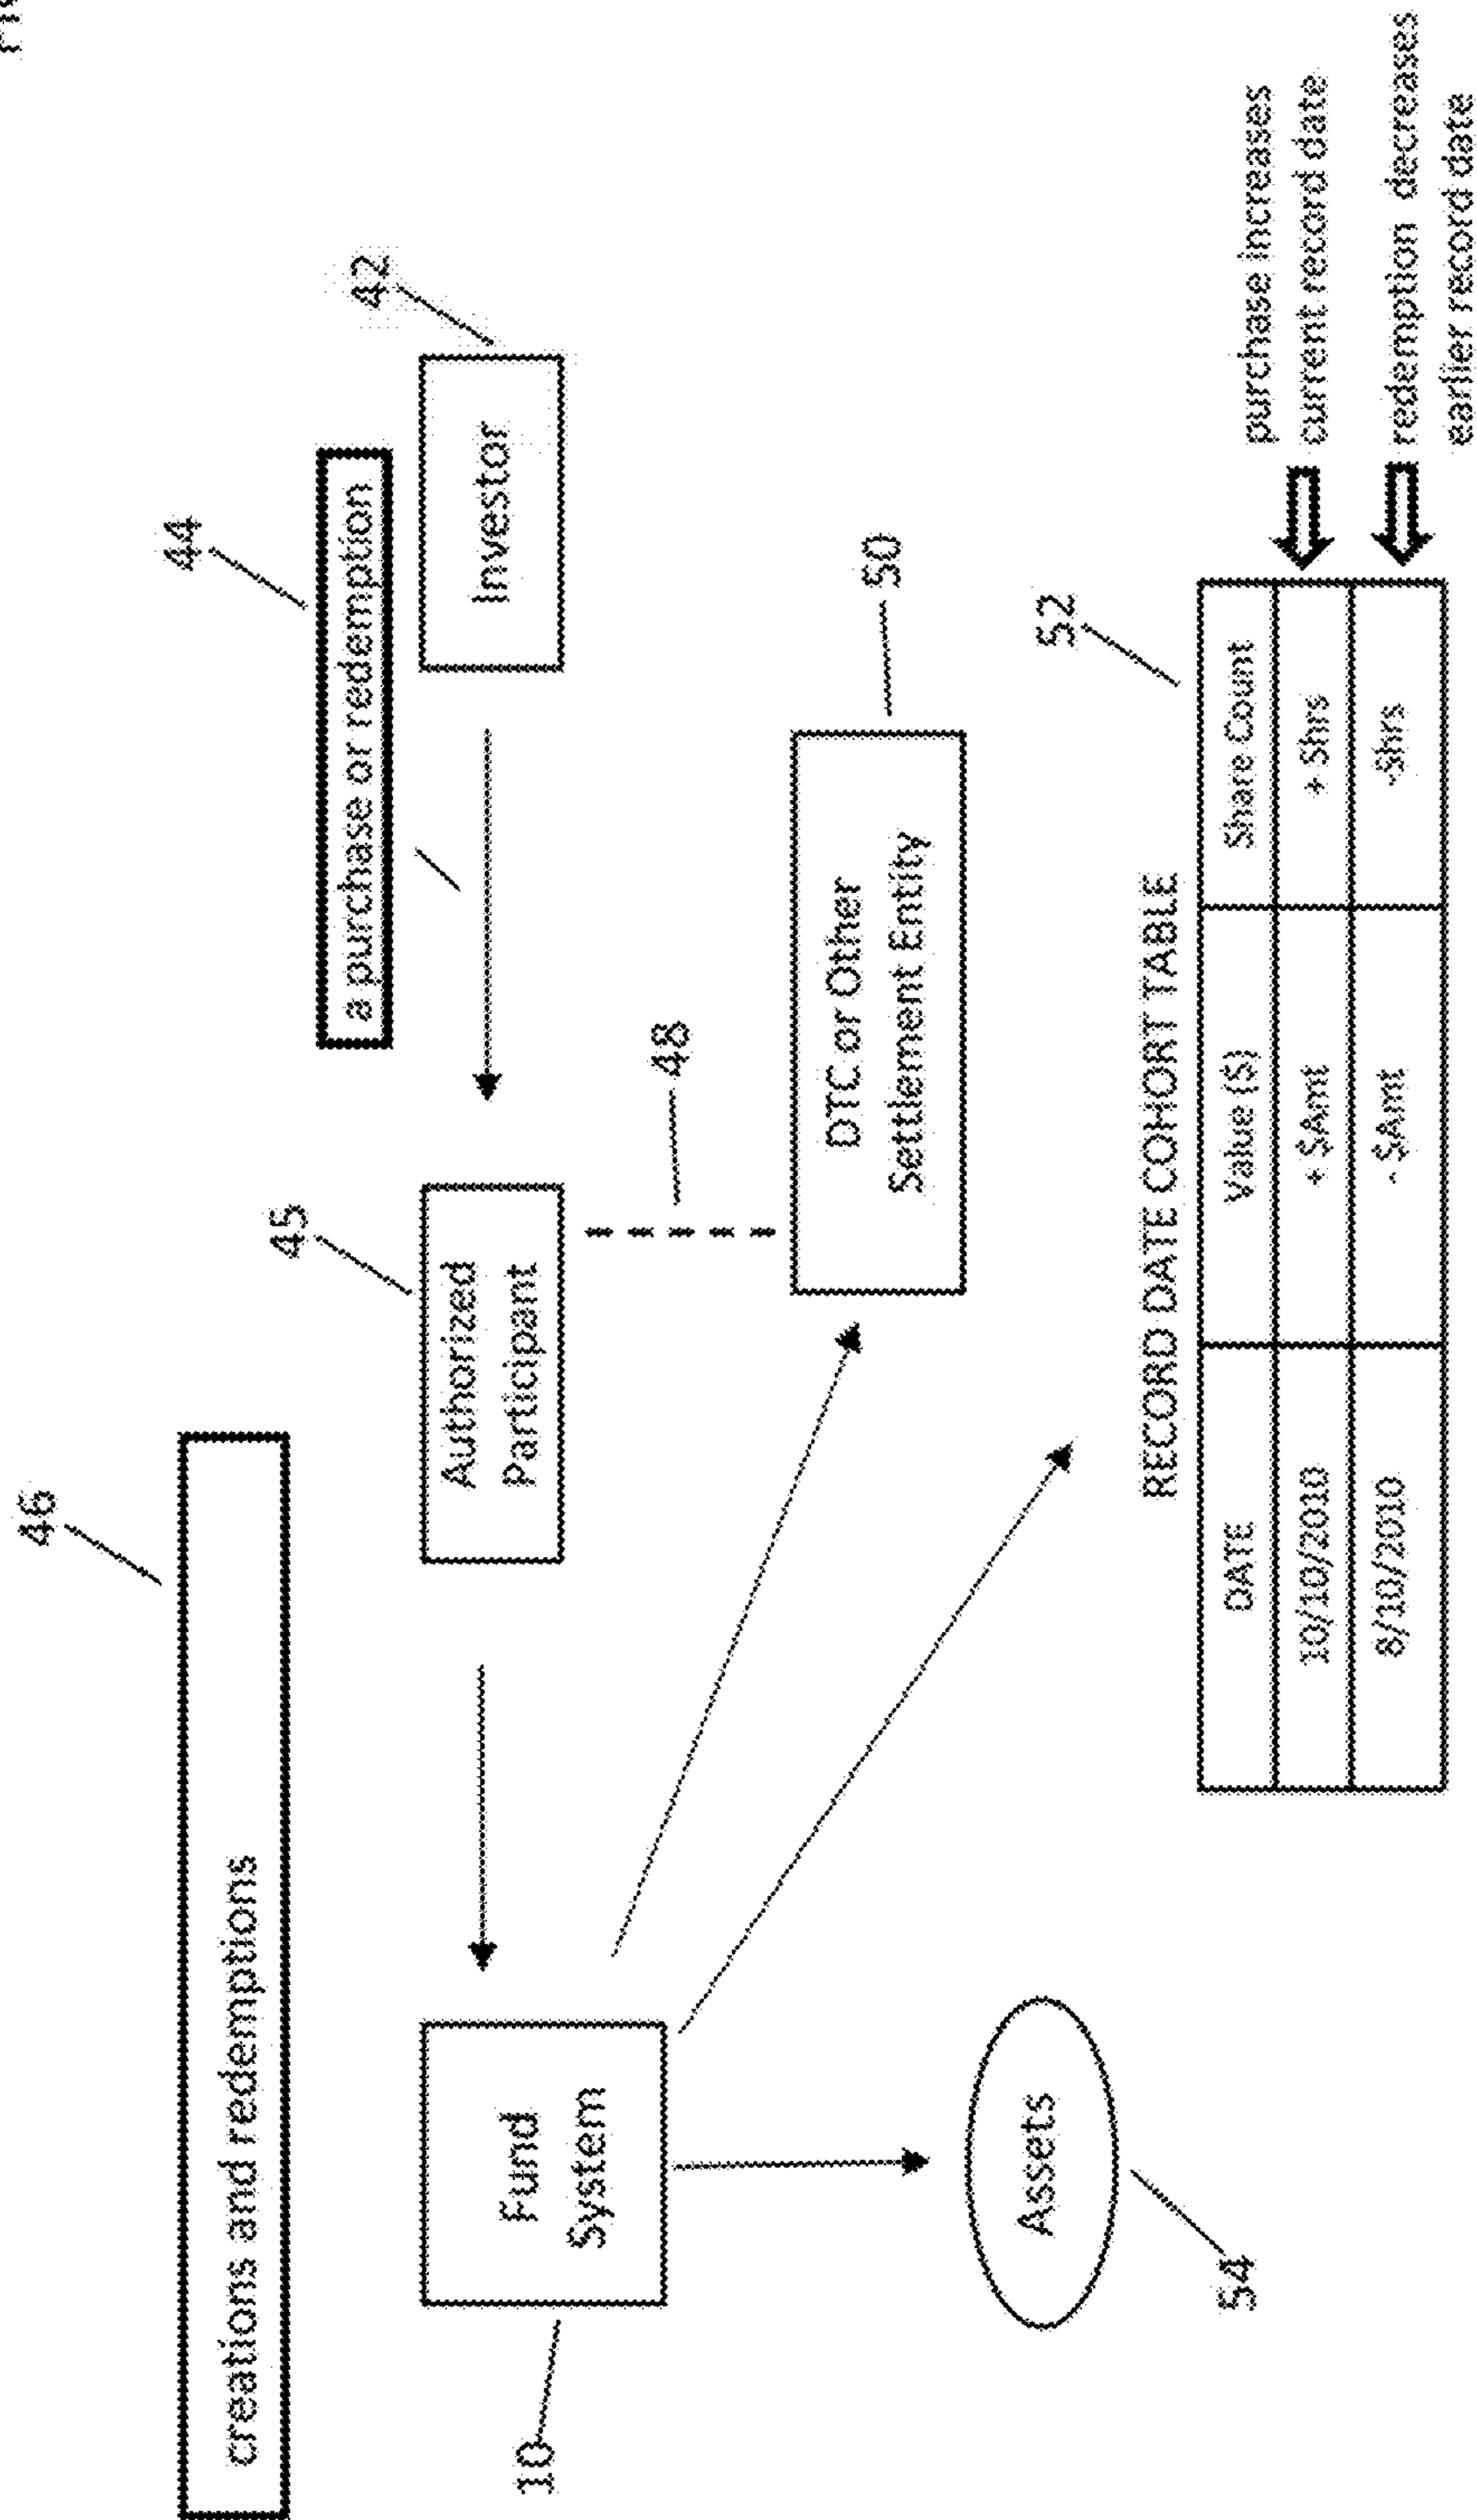 46
creations and redemptions
44
a purchase or redemption
45
42
Authorized
Participant
Investor
10
Fund
System
48
DTC or Other
Settlement Entity
50
Assets
54
52
RECORD DATE COHORT TABLE
DATE Value ($) Share Count
10/10/2010 + $Amt + Shrs
8/10/2010 - $Amt -Shrs
purchase increases
current record date
redemption decreases
earlier record date